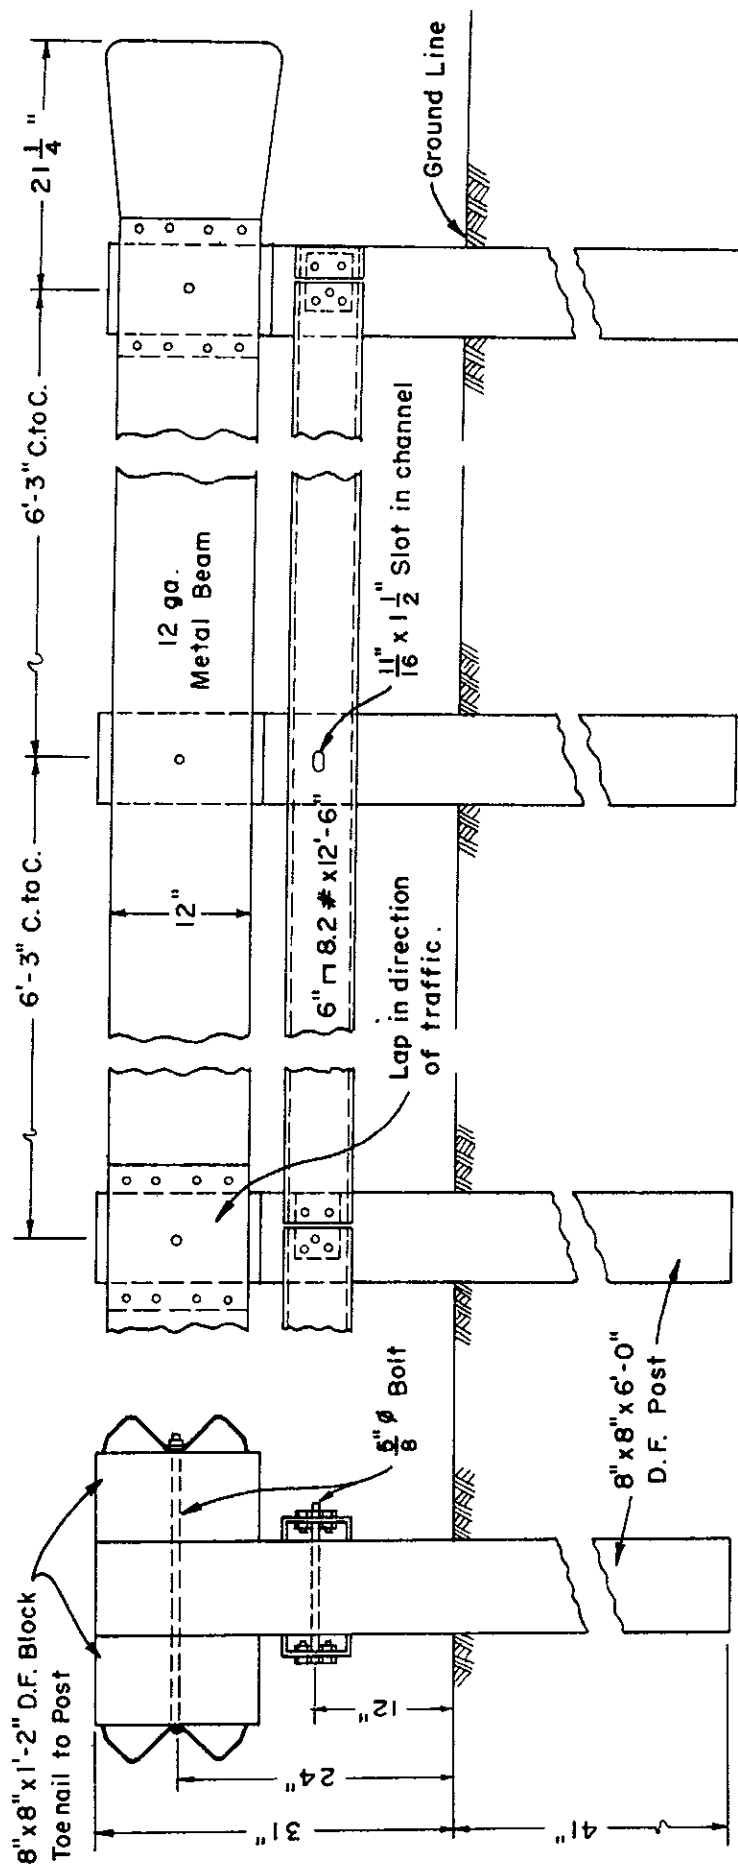 8"x8"x1'-2" D.F. Block
Toenail to Post
6'-3" C. to C.
6'-3" C. to C.
21 1/4"
12 ga.
Metal Beam
12"
6" ⊓ 8.2 # x 12'-6"
11/16" x 1 1/2" Slot in channel
Ground Line
Lap in direction
of traffic.
5/8" ø Bolt
8"x8"x6'-0"
D.F. Post
31"
24"
12"
41"